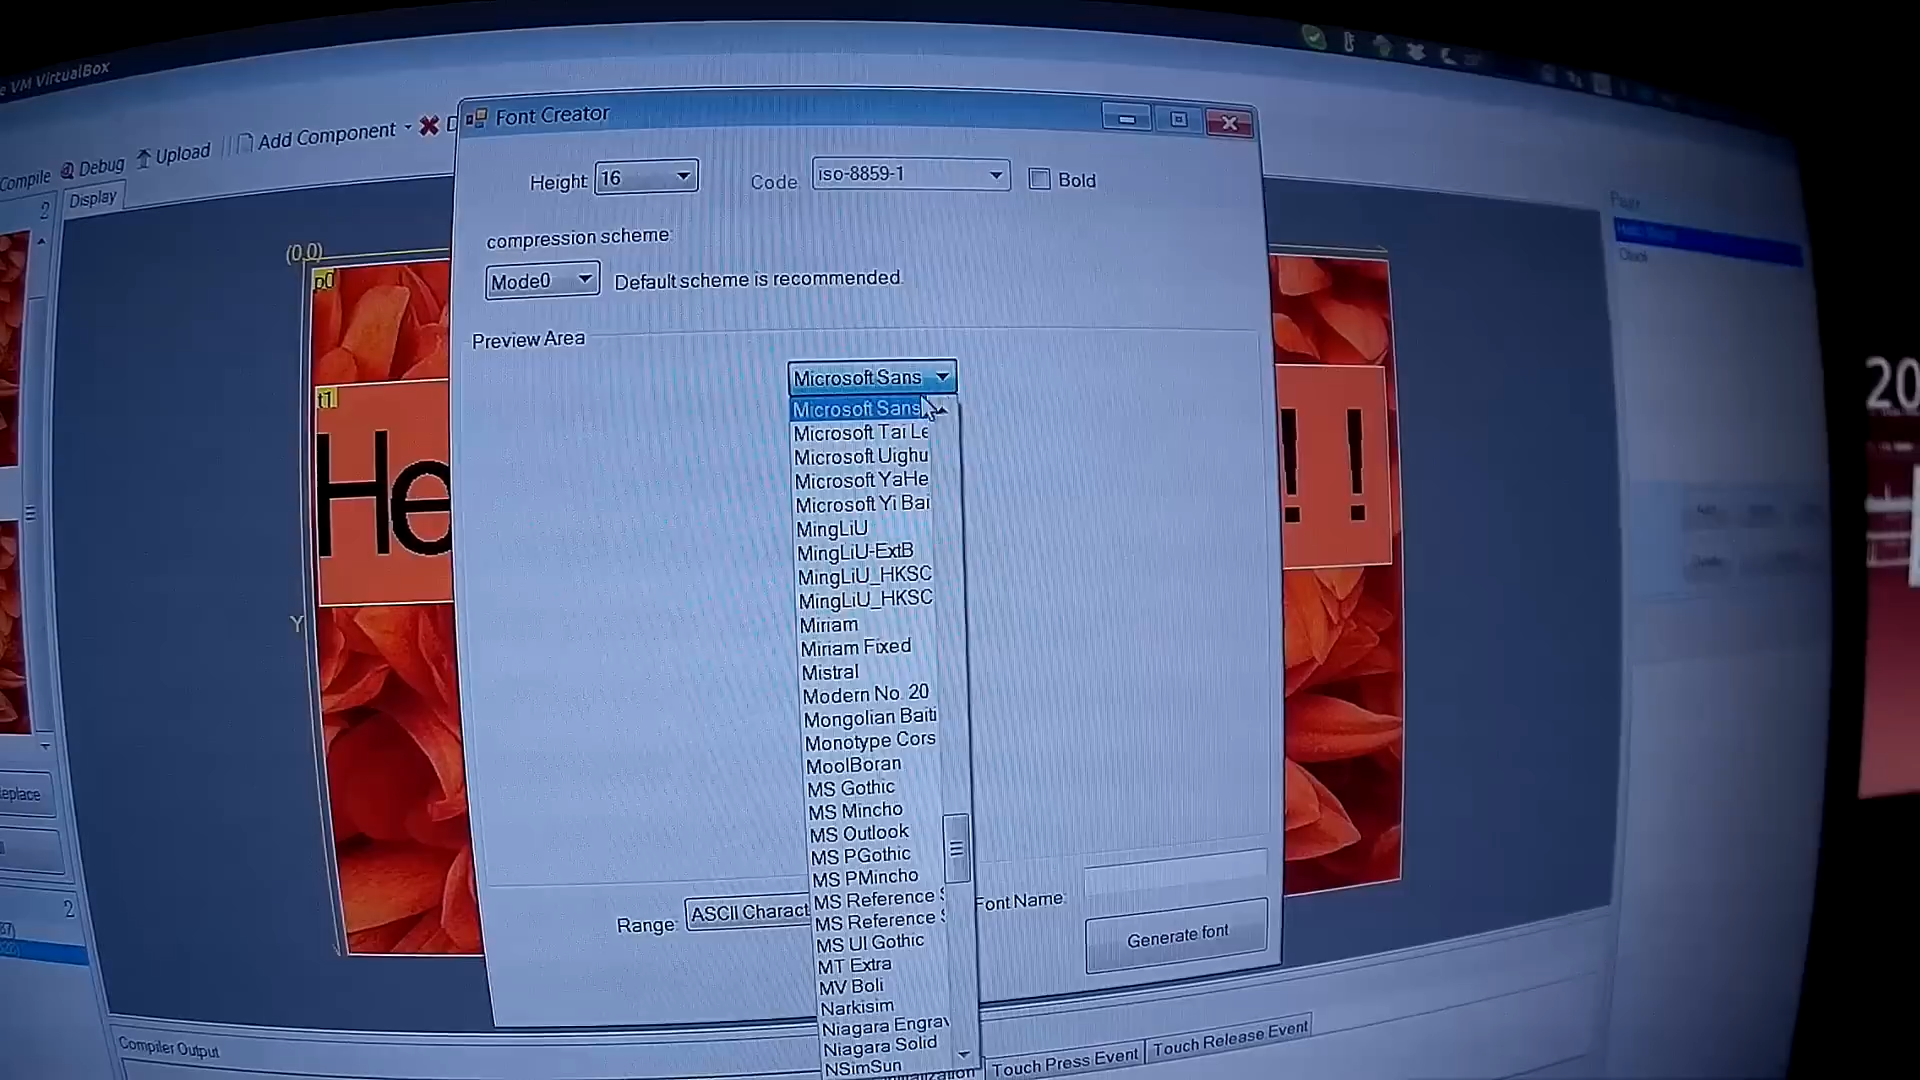 e VM VirtualBox
Font Creator
Compile Debug Upload Add Component
Display
2
Height 16 Code iso-8859-1 Bold
compression scheme:
Mode0 Default scheme is recommended.
Preview Area
(0,0)
p0
t1
He
! !
Y
20
Microsoft Sans
Microsoft Sans
Microsoft Tai Le
Microsoft Uighu
Microsoft YaHe
Microsoft Yi Bai
MingLiU
MingLiU-ExtB
MingLiU_HKSC
MingLiU_HKSC
Miriam
Miriam Fixed
Mistral
Modern No. 20
Mongolian Baiti
Monotype Cors
MoolBoran
MS Gothic
MS Mincho
MS Outlook
MS PGothic
MS PMincho
MS Reference S
MS Reference S
MS UI Gothic
MT Extra
MV Boli
Narkisim
Niagara Engrav
Niagara Solid
NSimSun
eplace
2
Range: ASCII Charact
Font Name:
Generate font
Compiler Output
Touch Press Event Touch Release Event